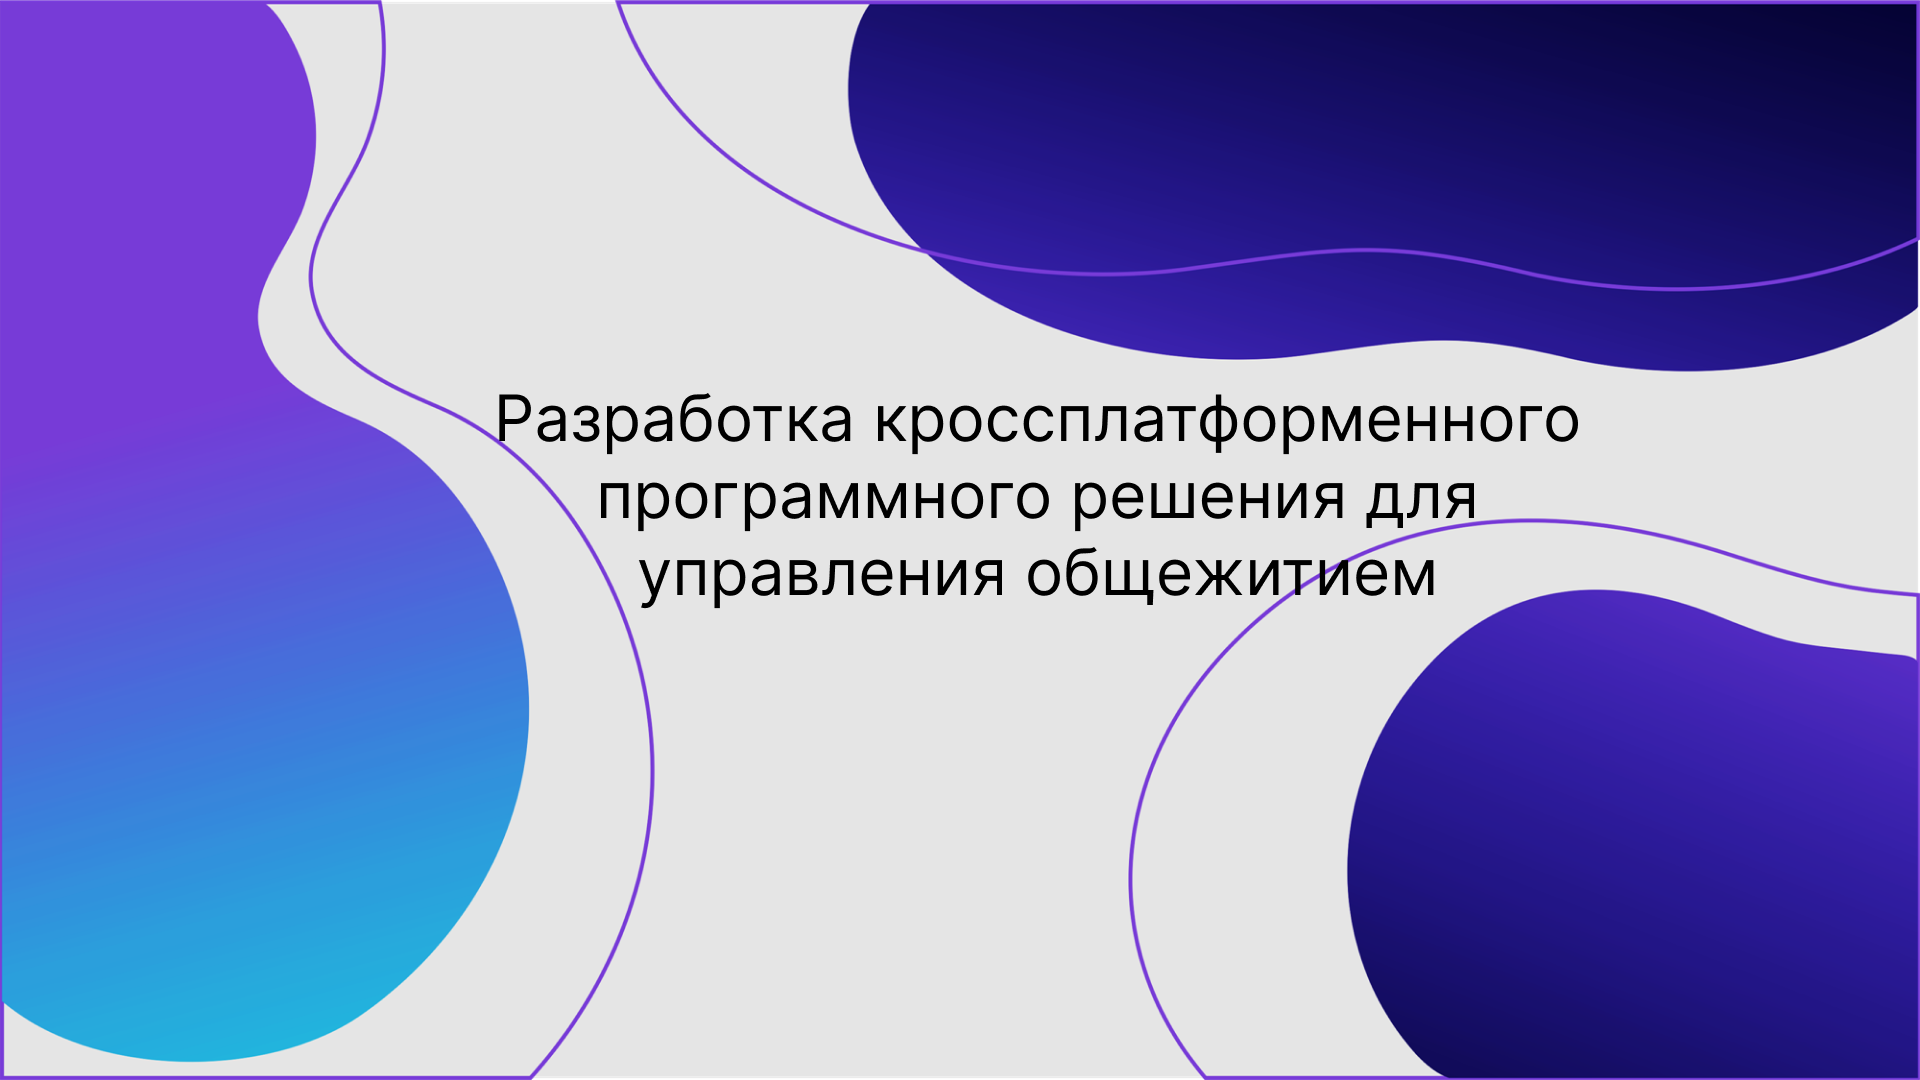 Разработка кроссплатформенного
программного решения для
управления общежитием